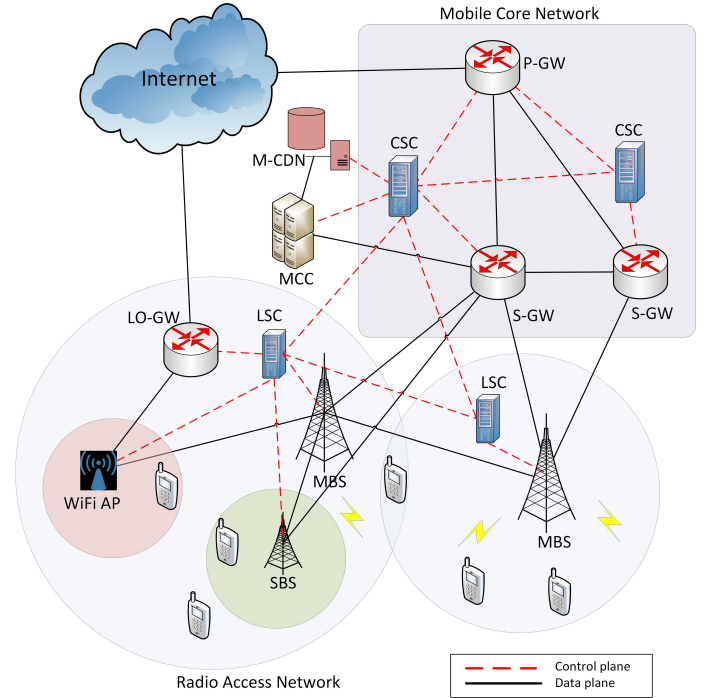 Mobile Core Network
P-GW
Internet
CSC
CSC
M-CDN
MCC
S-GW
S-GW
LO-GW
LSC
LSC
MBS
WiFi AP
MBS
SBS
Radio Access Network
Control plane
Data plane